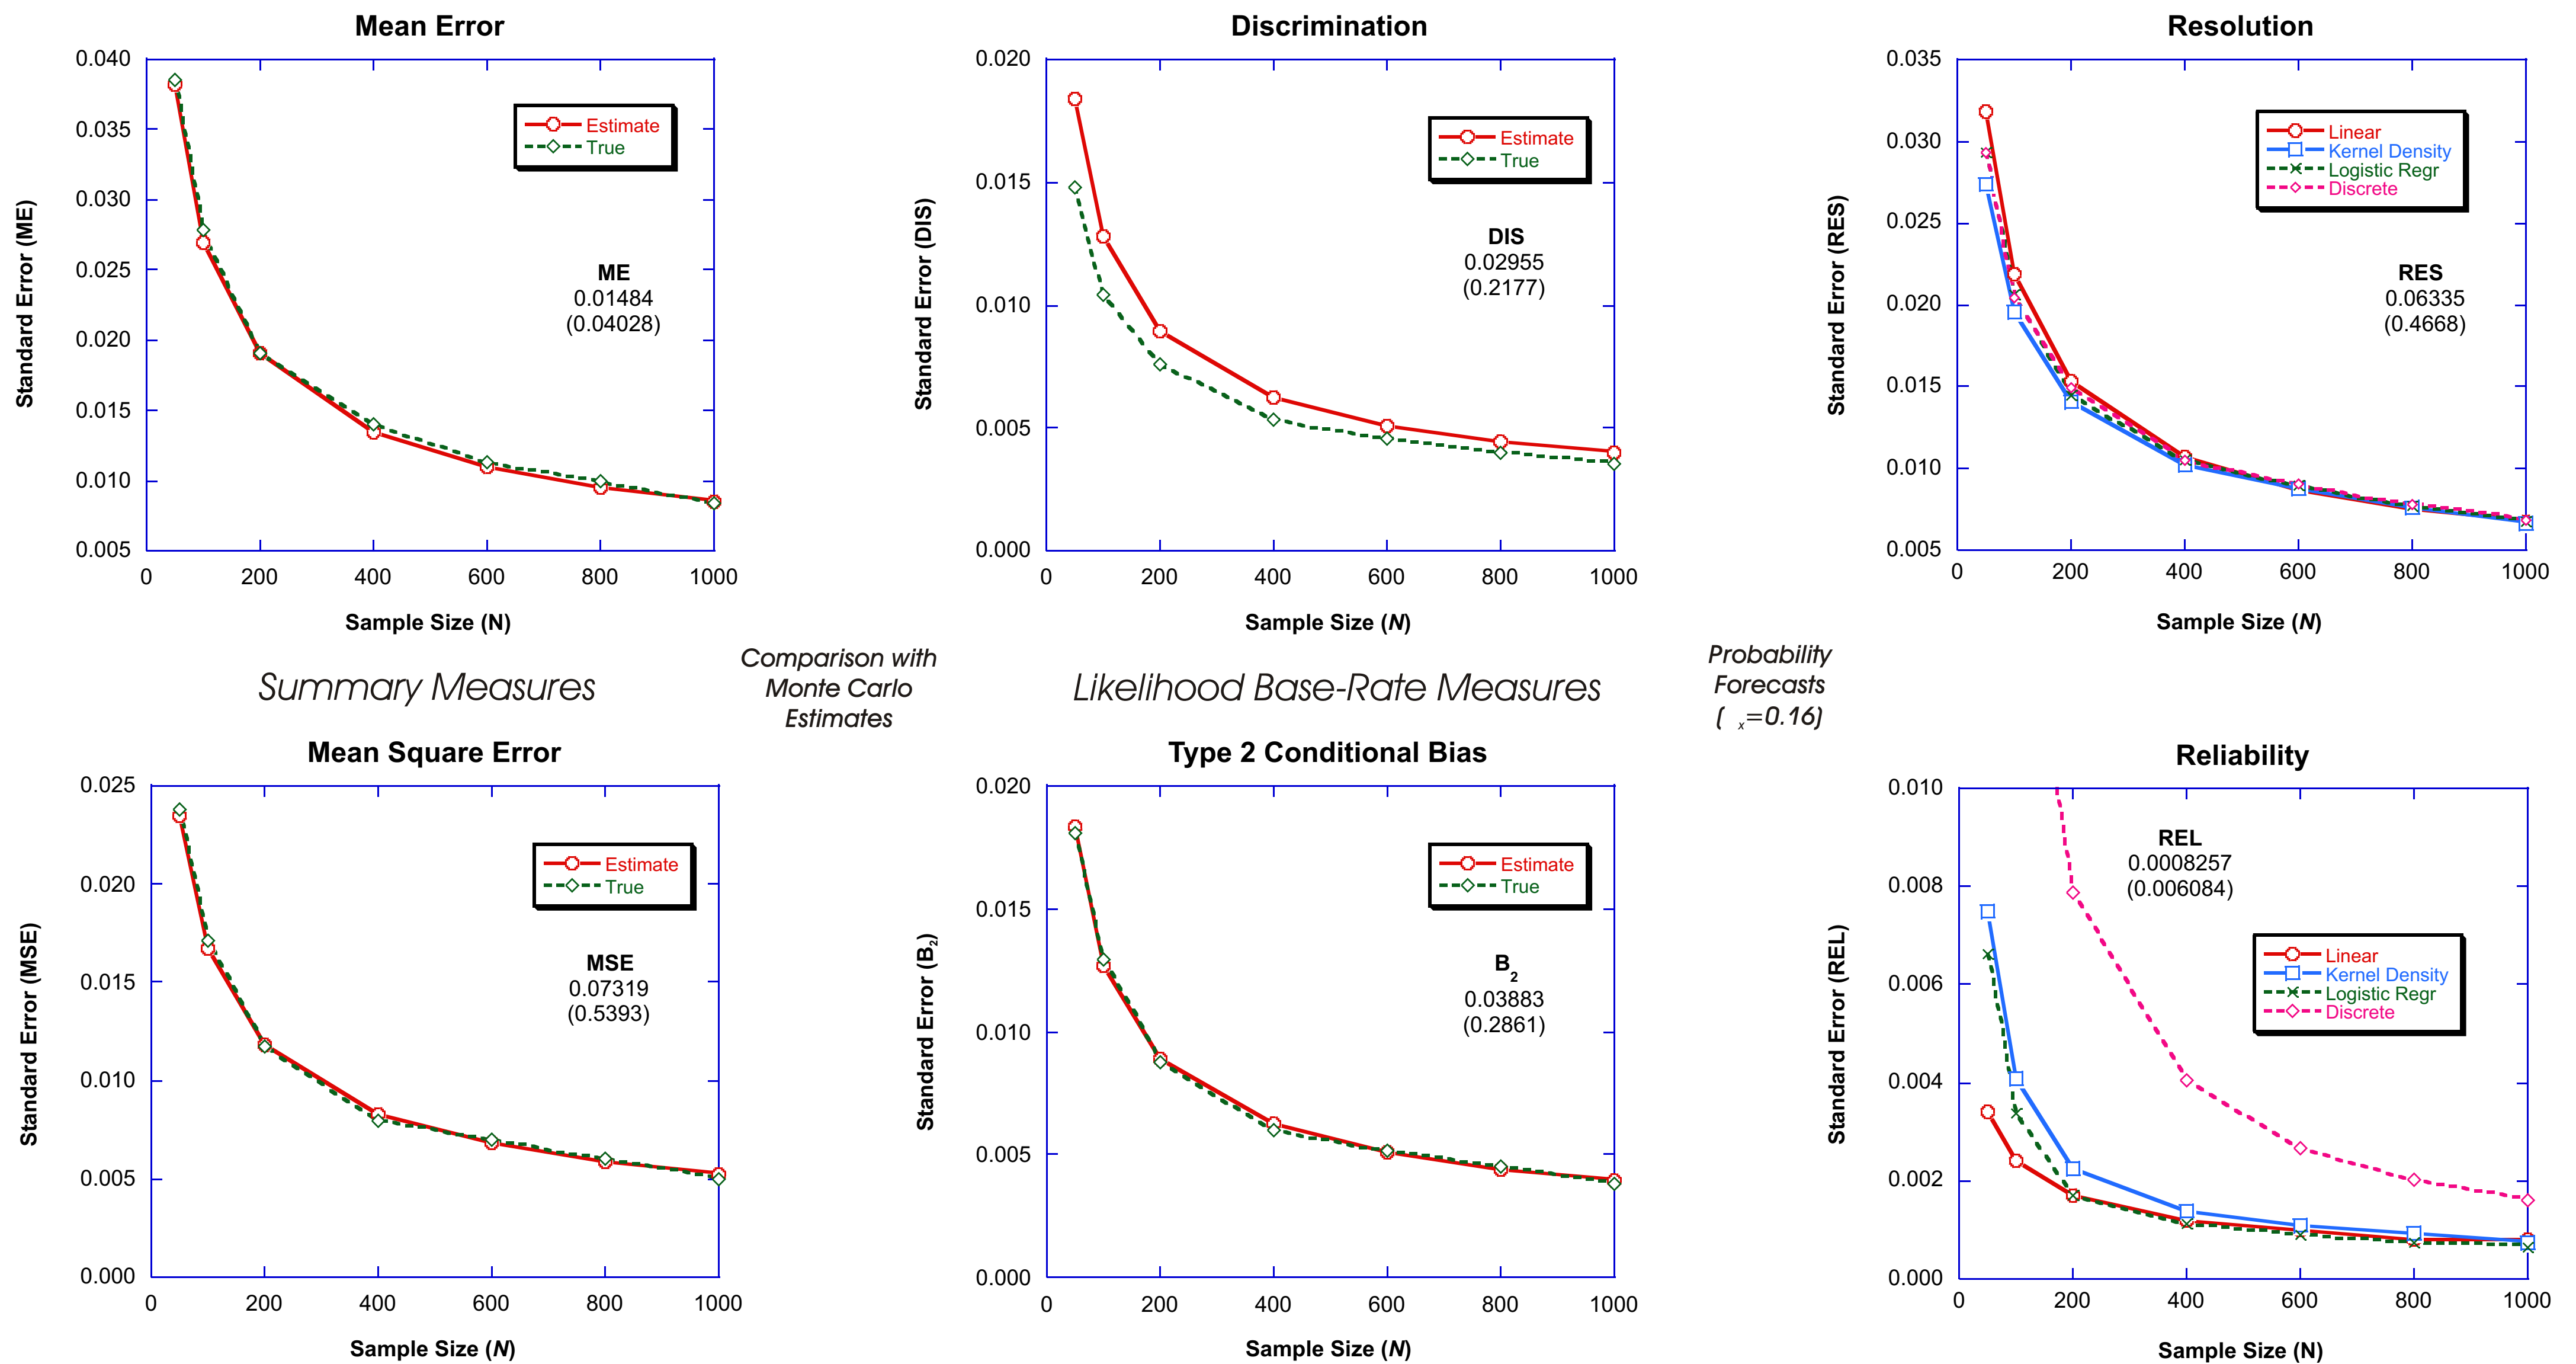 Mean Error
0.040
0.035
0.030
0.025
0.020
0.015
0.010
0.005
0
200
400
600
800
1000
Standard Error (ME)
Sample Size (N)
Estimate
True
ME
0.01484
(0.04028)
Discrimination
0.020
0.015
0.010
0.005
0.000
0
200
400
600
800
1000
Standard Error (DIS)
Sample Size (N)
Estimate
True
DIS
0.02955
(0.2177)
Resolution
0.035
0.030
0.025
0.020
0.015
0.010
0.005
0
200
400
600
800
1000
Standard Error (RES)
Sample Size (N)
Linear
Kernel Density
Logistic Regr
Discrete
RES
0.06335
(0.4668)
Summary Measures
Comparison with
Monte Carlo
Estimates
Likelihood Base-Rate Measures
Probability
Forecasts
( x=0.16)
Mean Square Error
0.025
0.020
0.015
0.010
0.005
0.000
0
200
400
600
800
1000
Standard Error (MSE)
Sample Size (N)
Estimate
True
MSE
0.07319
(0.5393)
Type 2 Conditional Bias
0.020
0.015
0.010
0.005
0.000
0
200
400
600
800
1000
Standard Error (B2)
Sample Size (N)
Estimate
True
B2
0.03883
(0.2861)
Reliability
0.010
0.008
0.006
0.004
0.002
0.000
0
200
400
600
800
1000
Standard Error (REL)
Sample Size (N)
REL
0.0008257
(0.006084)
Linear
Kernel Density
Logistic Regr
Discrete